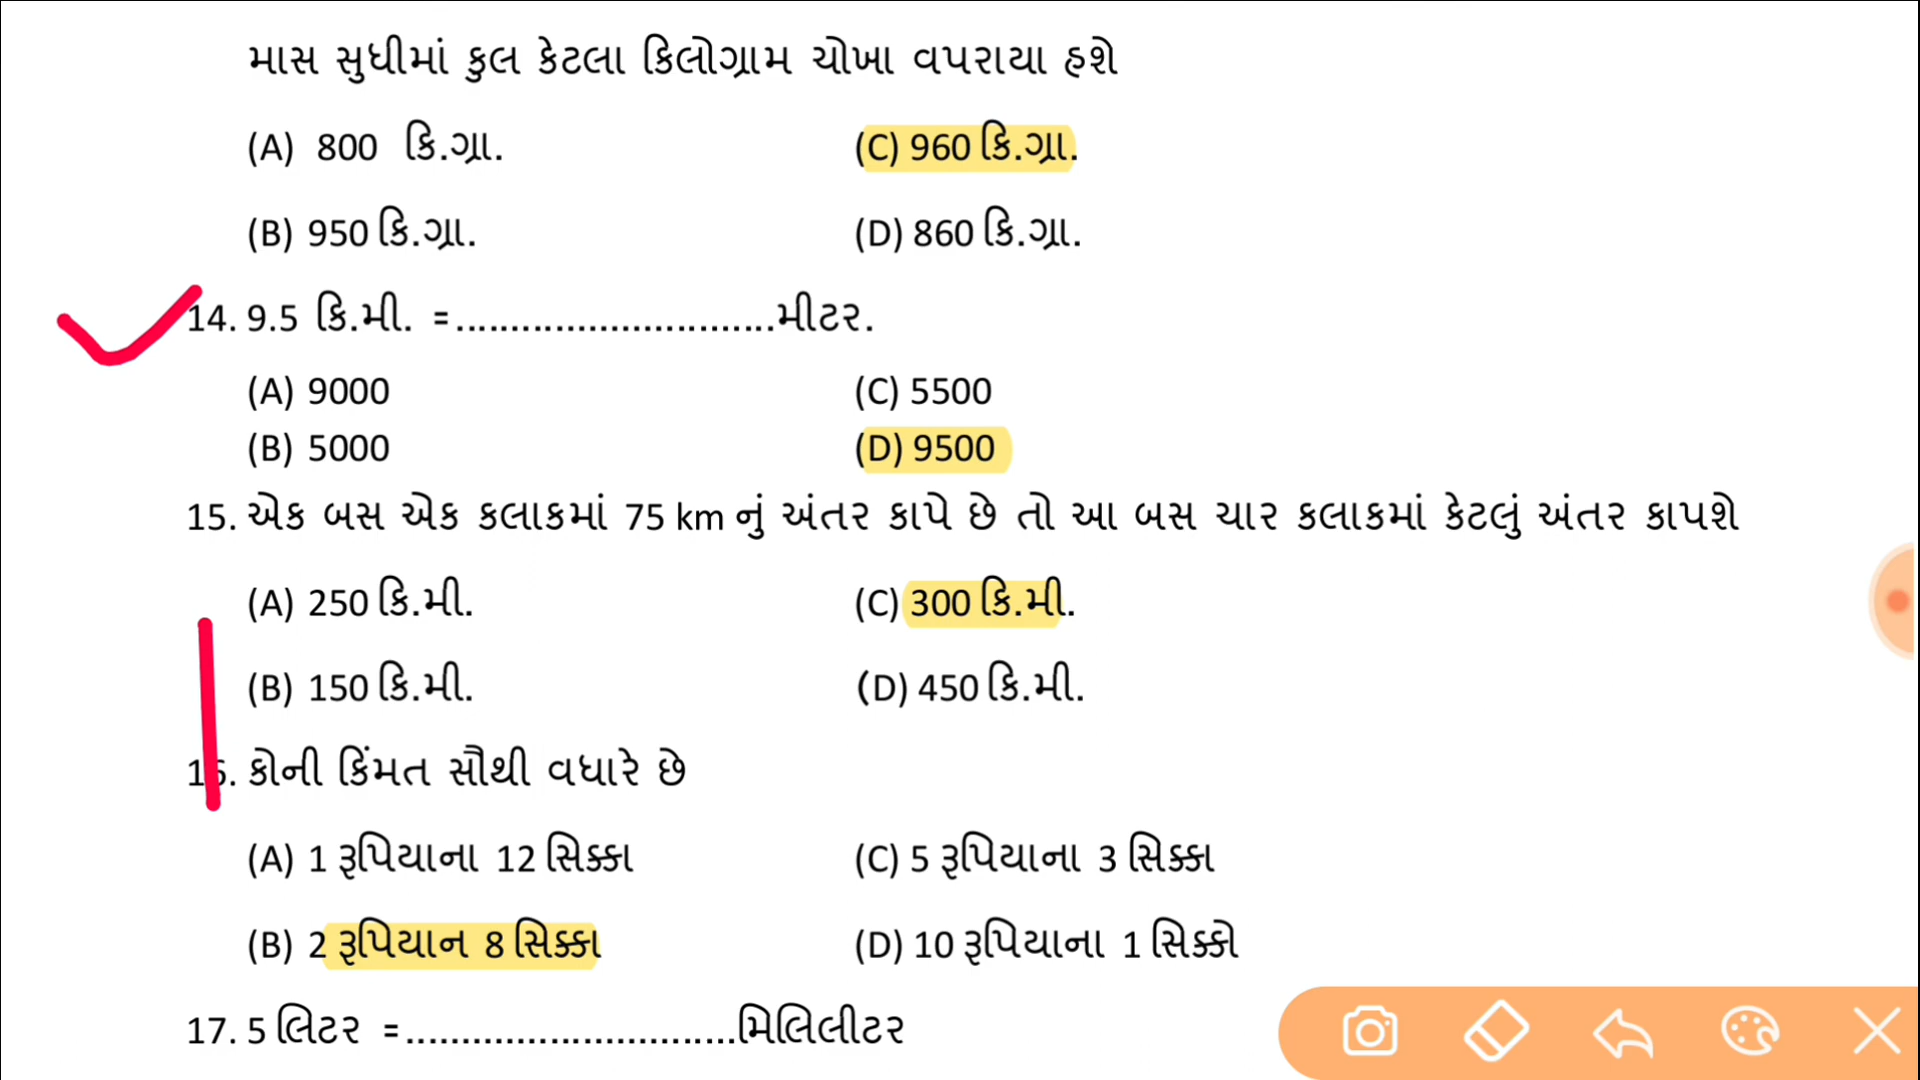 માસ સુધીમાં કુલ કેટલા કિલોગ્રામ ચોખા વપરાયા હશે
(A) 800 કિ.ગ્રા. (C) 960 કિ.ગ્રા.
(B) 950 કિ.ગ્રા. (D) 860 કિ.ગ્રા.
14. 9.5 કિ.મી. =.............................મીટર.
(A) 9000 (C) 5500
(B) 5000 (D) 9500
15. એક બસ એક કલાકમાં 75 km નું અંતર કાપે છે તો આ બસ ચાર કલાકમાં કેટલું અંતર કાપશે
(A) 250 કિ.મી. (C) 300 કિ.મી.
(B) 150 કિ.મી. (D) 450 કિ.મી.
16. કોની કિંમત સૌથી વધારે છે
(A) 1 રૂપિયાના 12 સિક્કા (C) 5 રૂપિયાના 3 સિક્કા
(B) 2 રૂપિયાન 8 સિક્કા (D) 10 રૂપિયાના 1 સિક્કો
17. 5 લિટર =..............................મિલિલીટર